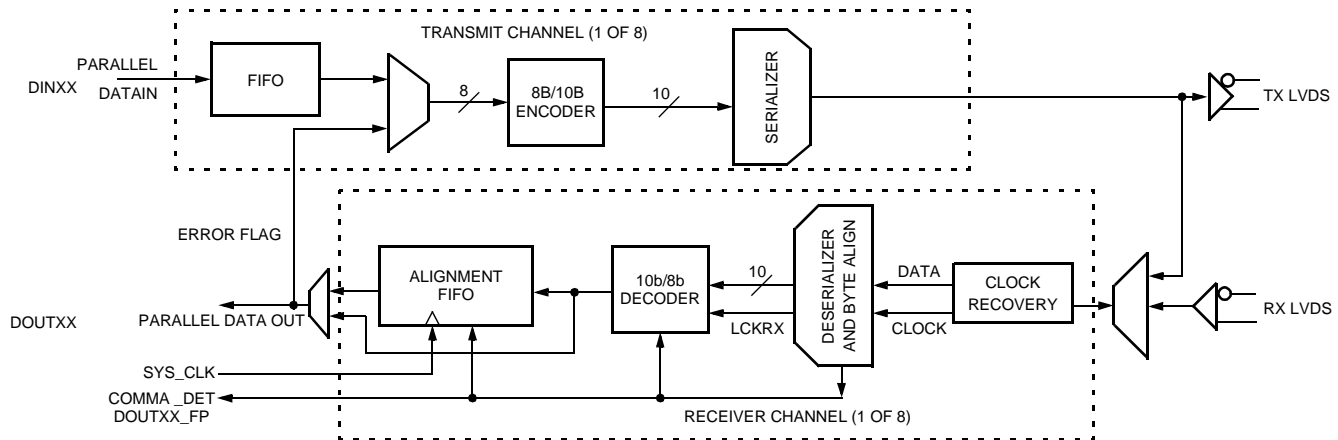 TRANSMIT CHANNEL (1 OF 8)
PARALLEL
DINXX
DATAIN
FIFO
8
8B/10B
ENCODER
10
SERIALIZER
TX LVDS
ERROR FLAG
ALIGNMENT
FIFO
10b/8b
DECODER
10
LCKRX
DESERIALIZER
AND BYTE ALIGN
DATA
CLOCK
CLOCK
RECOVERY
RX LVDS
DOUTXX
PARALLEL DATA OUT
SYS_CLK
COMMA _DET
DOUTXX_FP
RECEIVER CHANNEL (1 OF 8)